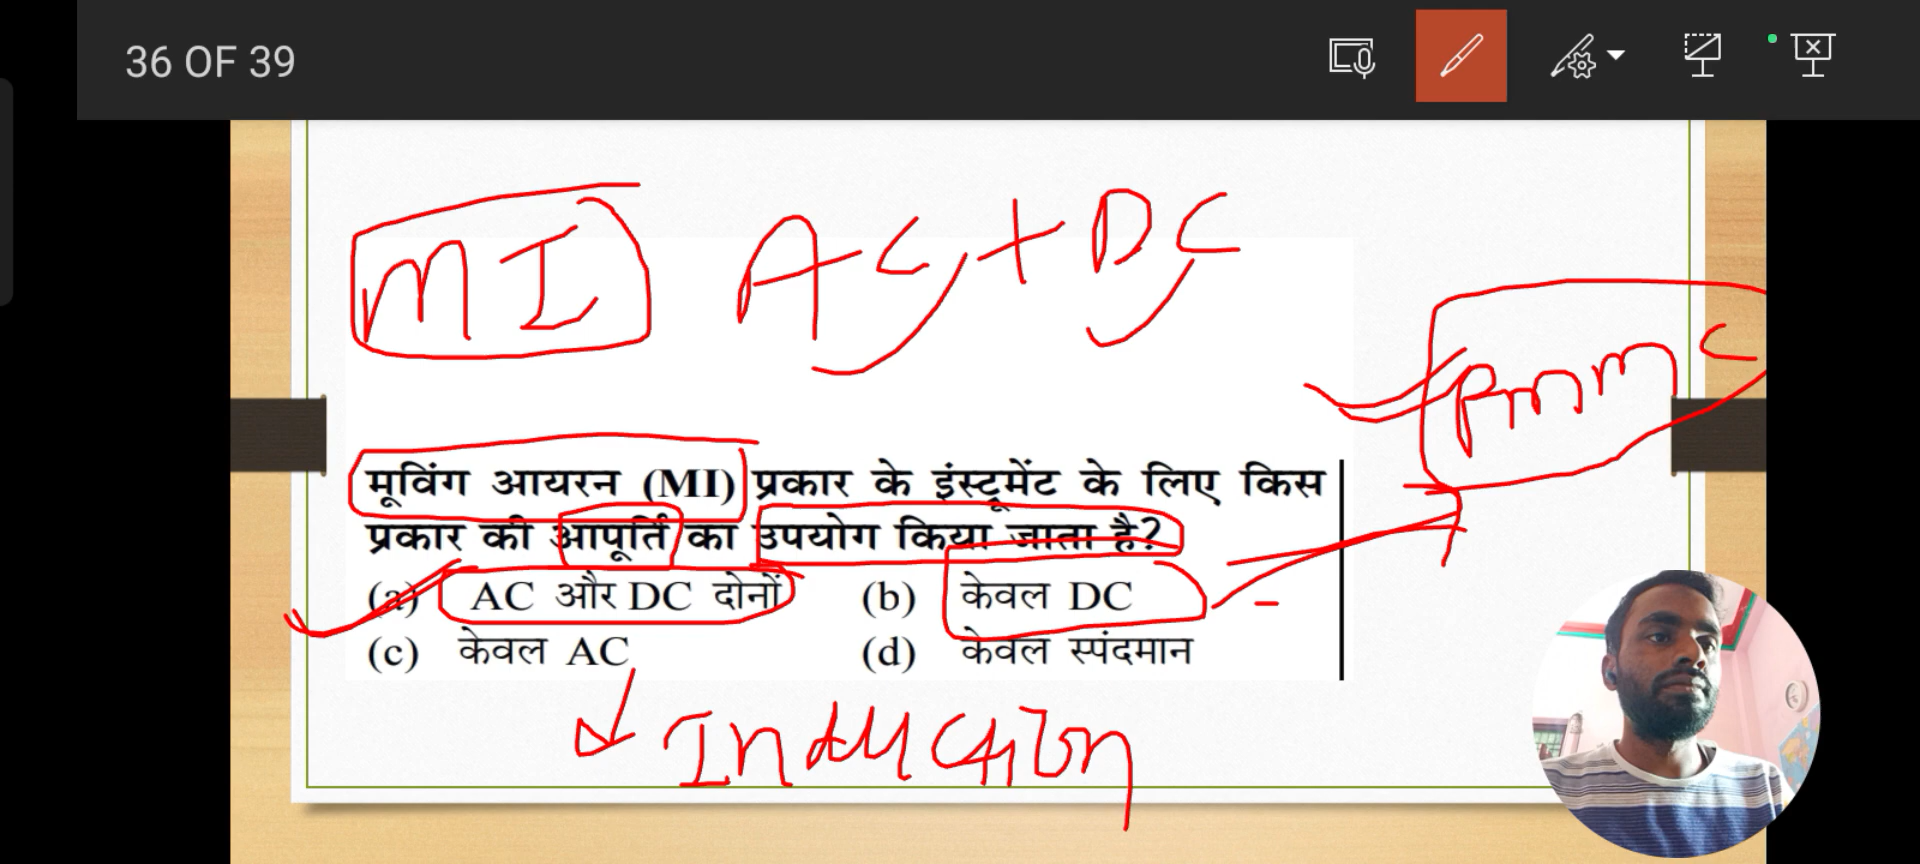 36 OF 39
MI AC + DC
PMMC
मूविंग आयरन (MI) प्रकार के इंस्ट्रूमेंट के लिए किस
प्रकार की आपूर्ति का उपयोग किया जाता है?
(a) AC और DC दोनों (b) केवल DC
(c) केवल AC (d) केवल स्पंदमान
Induction